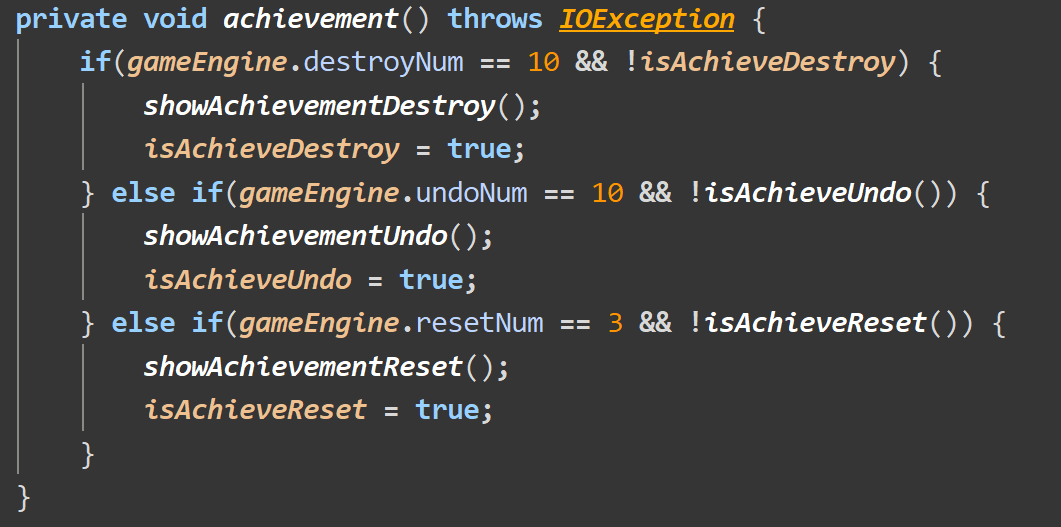 private void achievement() throws IOException {
    if(gameEngine.destroyNum == 10 && !isAchieveDestroy) {
        showAchievementDestroy();
        isAchieveDestroy = true;
    } else if(gameEngine.undoNum == 10 && !isAchieveUndo()) {
        showAchievementUndo();
        isAchieveUndo = true;
    } else if(gameEngine.resetNum == 3 && !isAchieveReset()) {
        showAchievementReset();
        isAchieveReset = true;
    }
}